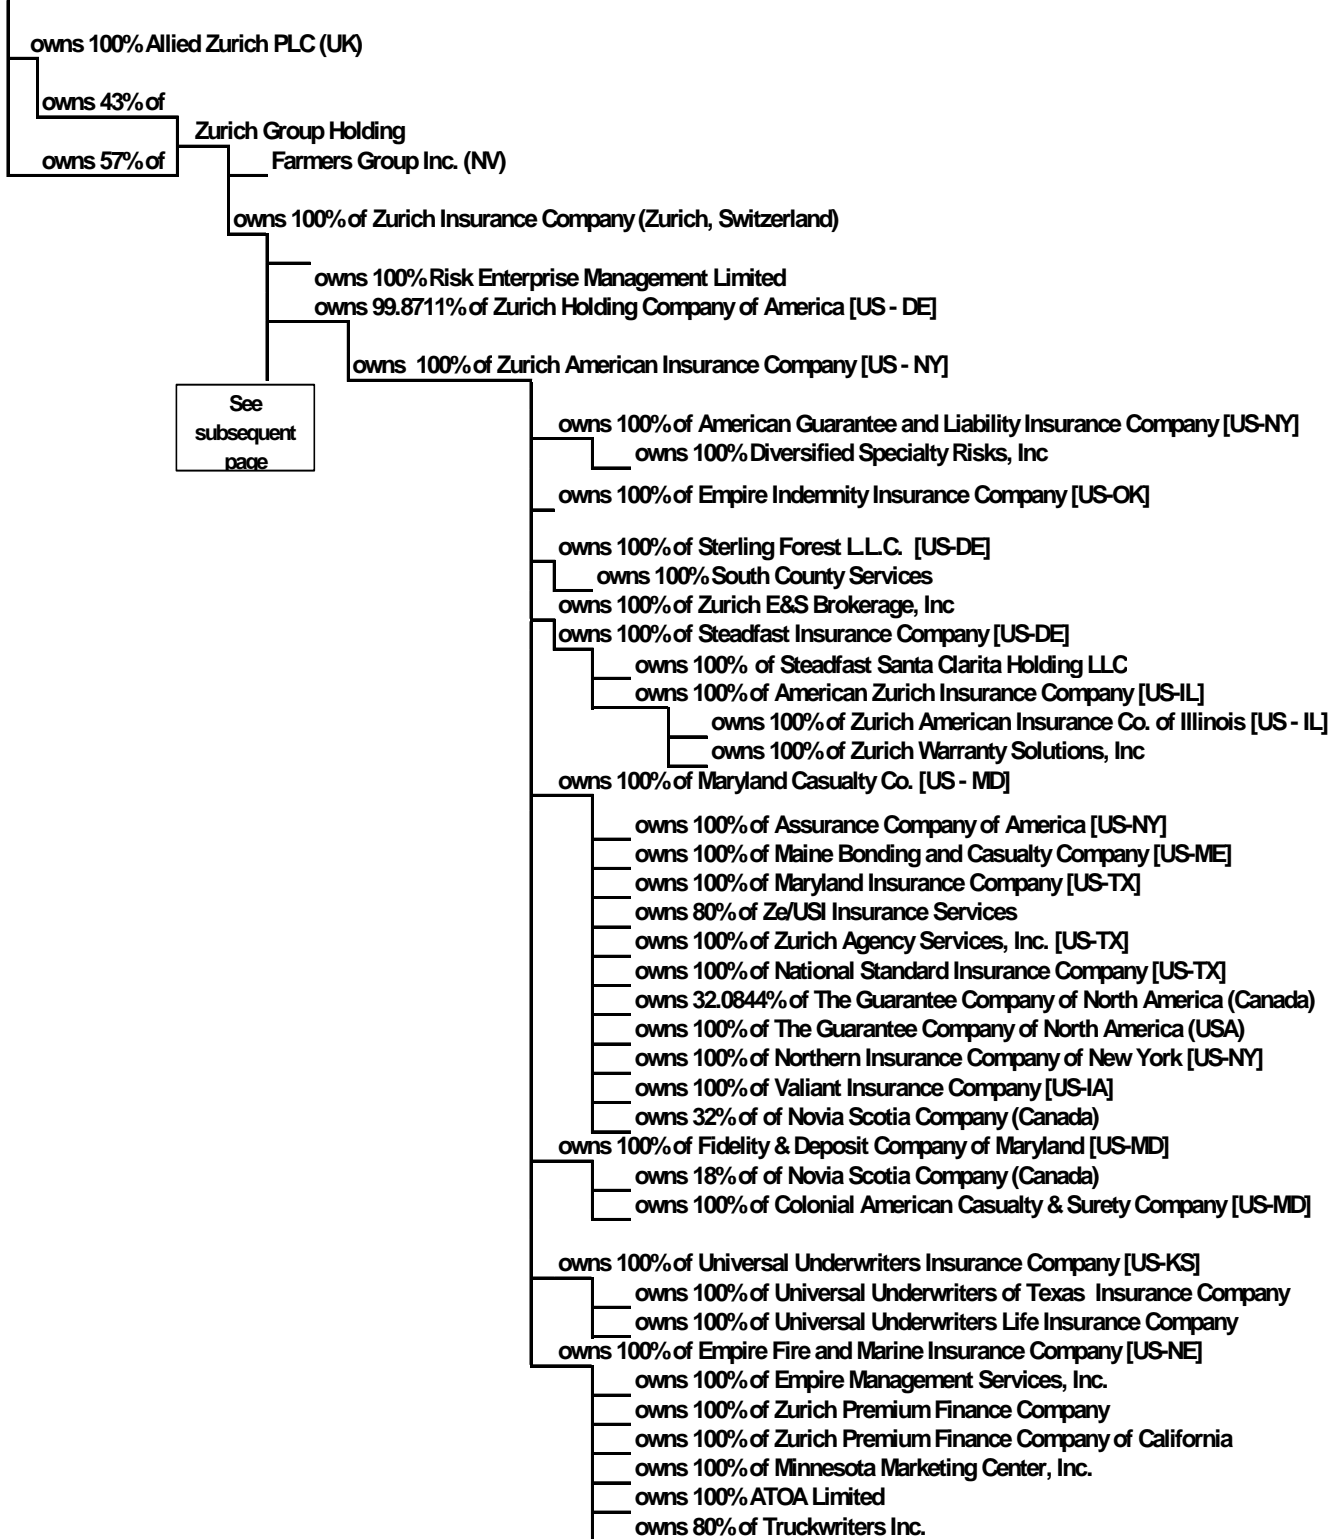 owns 100% Allied Zurich PLC (UK)
owns 43% of
Zurich Group Holding
owns 57% of
Farmers Group Inc. (NV)
owns 100% of Zurich Insurance Company (Zurich, Switzerland)
owns 100% Risk Enterprise Management Limited
owns 99.8711% of Zurich Holding Company of America [US - DE]
owns 100% of Zurich American Insurance Company [US - NY]
See
subsequent
page
owns 100% of American Guarantee and Liability Insurance Company [US-NY]
owns 100% Diversified Specialty Risks, Inc
owns 100% of Empire Indemnity Insurance Company [US-OK]
owns 100% of Sterling Forest L.L.C. [US-DE]
owns 100% South County Services
owns 100% of Zurich E&S Brokerage, Inc
owns 100% of Steadfast Insurance Company [US-DE]
owns 100% of Steadfast Santa Clarita Holding LLC
owns 100% of American Zurich Insurance Company [US-IL]
owns 100% of Zurich American Insurance Co. of Illinois [US - IL]
owns 100% of Zurich Warranty Solutions, Inc
owns 100% of Maryland Casualty Co. [US - MD]
owns 100% of Assurance Company of America [US-NY]
owns 100% of Maine Bonding and Casualty Company [US-ME]
owns 100% of Maryland Insurance Company [US-TX]
owns 80% of Ze/USI Insurance Services
owns 100% of Zurich Agency Services, Inc. [US-TX]
owns 100% of National Standard Insurance Company [US-TX]
owns 32.0844% of The Guarantee Company of North America (Canada)
owns 100% of The Guarantee Company of North America (USA)
owns 100% of Northern Insurance Company of New York [US-NY]
owns 100% of Valiant Insurance Company [US-IA]
owns 32% of of Novia Scotia Company (Canada)
owns 100% of Fidelity & Deposit Company of Maryland [US-MD]
owns 18% of of Novia Scotia Company (Canada)
owns 100% of Colonial American Casualty & Surety Company [US-MD]
owns 100% of Universal Underwriters Insurance Company [US-KS]
owns 100% of Universal Underwriters of Texas Insurance Company
owns 100% of Universal Underwriters Life Insurance Company
owns 100% of Empire Fire and Marine Insurance Company [US-NE]
owns 100% of Empire Management Services, Inc.
owns 100% of Zurich Premium Finance Company
owns 100% of Zurich Premium Finance Company of California
owns 100% of Minnesota Marketing Center, Inc.
owns 100% ATOA Limited
owns 80% of Truckwriters Inc.